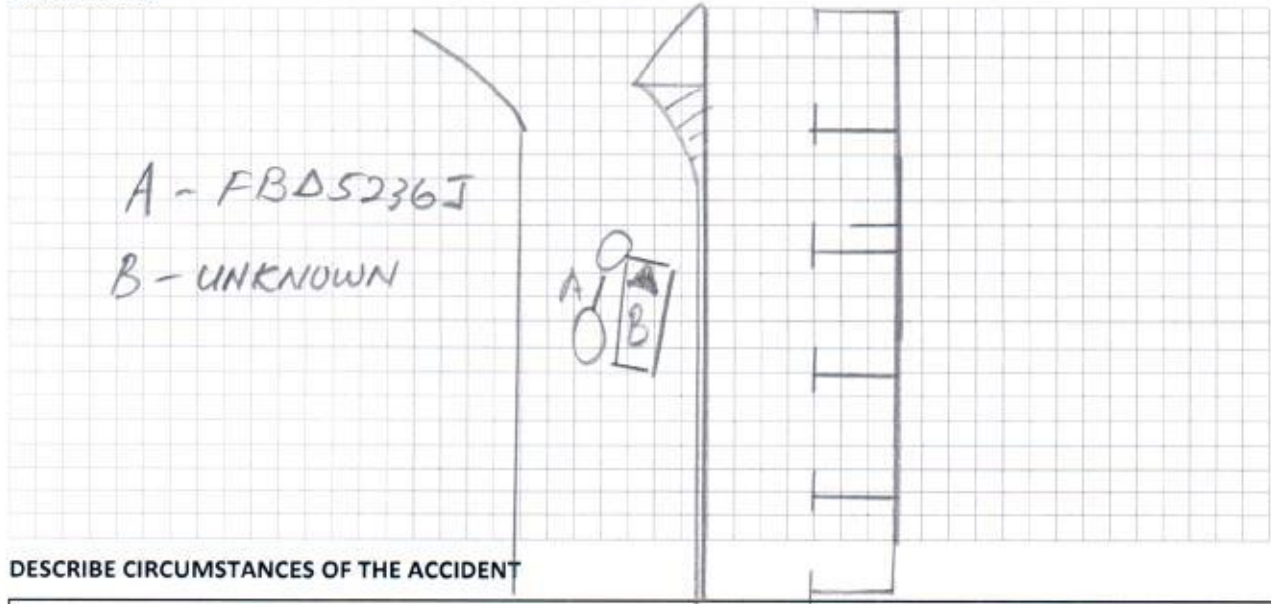 A - FBD5236J
B - UNKNOWN
A
B
DESCRIBE CIRCUMSTANCES OF THE ACCIDENT